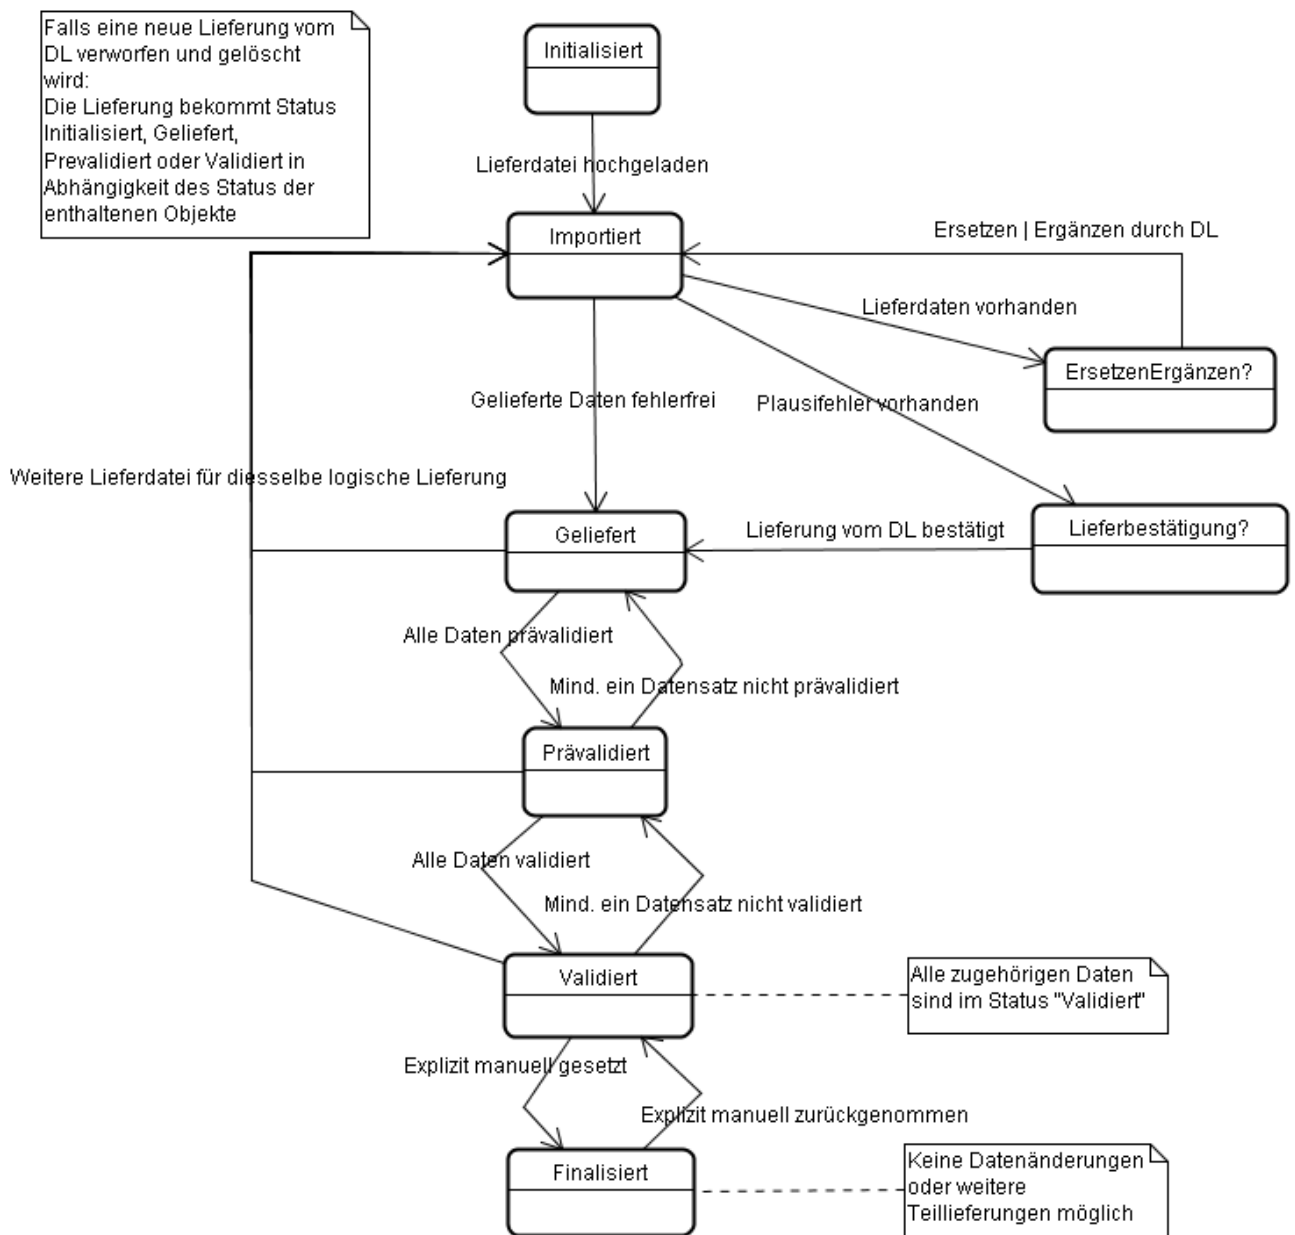 Falls eine neue Lieferung vom
DL verworfen und gelöscht
wird:
Die Lieferung bekommt Status
Initialisiert, Geliefert,
Prevalidiert oder Validiert in
Abhängigkeit des Status der
enthaltenen Objekte
Initialisiert
Lieferdatei hochgeladen
Importiert
Ersetzen | Ergänzen durch DL
Lieferdaten vorhanden
ErsetzenErgänzen?
Gelieferte Daten fehlerfrei
Plausifehler vorhanden
Weitere Lieferdatei für diesselbe logische Lieferung
Geliefert
Lieferung vom DL bestätigt
Lieferbestätigung?
Alle Daten prävalidiert
Mind. ein Datensatz nicht prävalidiert
Prävalidiert
Alle Daten validiert
Mind. ein Datensatz nicht validiert
Validiert
Alle zugehörigen Daten
sind im Status "Validiert"
Explizit manuell gesetzt
Explizit manuell zurückgenommen
Finalisiert
Keine Datenänderungen
oder weitere
Teillieferungen möglich